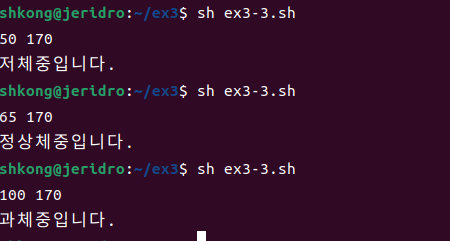 shkong@jeridro:~/ex3$ sh ex3-3.sh
50 170
저체중입니다.
shkong@jeridro:~/ex3$ sh ex3-3.sh
65 170
정상체중입니다.
shkong@jeridro:~/ex3$ sh ex3-3.sh
100 170
과체중입니다.